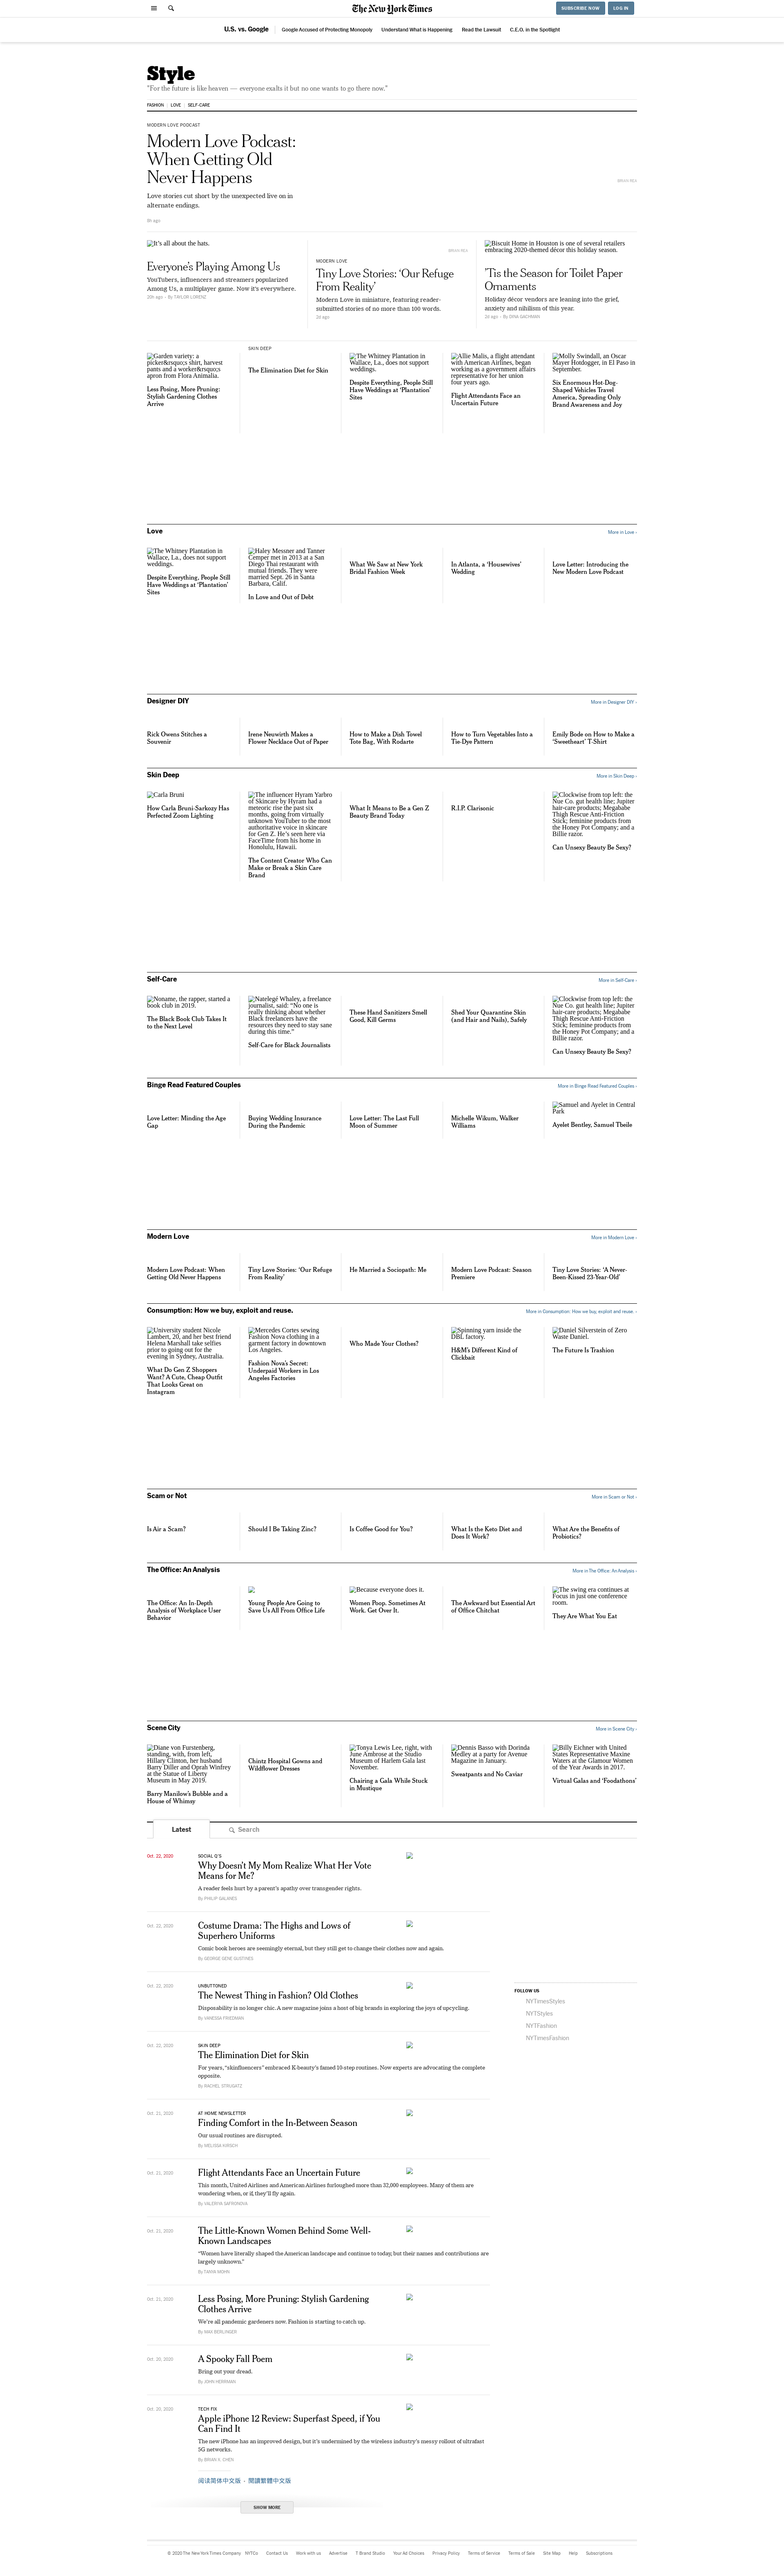 The New York Times
SUBSCRIBE NOW
LOG IN
U.S. vs. Google
Google Accused of Protecting Monopoly
Understand What is Happening
Read the Lawsuit
C.E.O. in the Spotlight
Style
“For the future is like heaven — everyone exalts it but no one wants to go there now.”
FASHION
LOVE
SELF-CARE
MODERN LOVE PODCAST
Modern Love Podcast:
When Getting Old
Never Happens
Love stories cut short by the unexpected live on in
alternate endings.
BRIAN REA
8h ago
It's all about the hats.
Everyone's Playing Among Us
YouTubers, influencers and streamers popularized
Among Us, a multiplayer game. Now it's everywhere.
20h ago · By TAYLOR LORENZ
BRIAN REA
MODERN LOVE
Tiny Love Stories: ‘Our Refuge
From Reality’
Modern Love in miniature, featuring reader-
submitted stories of no more than 100 words.
2d ago
Biscuit Home in Houston is one of several retailers
embracing 2020-themed décor this holiday season.
’Tis the Season for Toilet Paper
Ornaments
Holiday décor vendors are leaning into the grief,
anxiety and nihilism of this year.
2d ago · By ZIRA DACHMAN
Garden variety: a
picker&rsquo;s shirt, harvest
pants and a worker&rsquo;s
apron from Flora Animalia.
Less Posing, More Pruning:
Stylish Gardening Clothes
Arrive
SKIN DEEP
The Elimination Diet for Skin
The Whitney Plantation in
Wallace, La., does not support
weddings.
Despite Everything, People Still
Have Weddings at ‘Plantation’
Sites
Allie Malis, a flight attendant
with American Airlines, began
working as a government affairs
representative for her union
four years ago.
Flight Attendants Face an
Uncertain Future
Molly Swindall, an Oscar
Mayer Hotdogger, in El Paso in
September.
Six Enormous Hot-Dog-
Shaped Vehicles Travel
America, Spreading Only
Brand Awareness and Joy
Love
More in Love ›
The Whitney Plantation in
Wallace, La., does not support
weddings.
Despite Everything, People Still
Have Weddings at ‘Plantation’
Sites
Haley Messner and Tanner
Cemper met in 2013 at a San
Diego Thai restaurant with
mutual friends. They were
married Sept. 26 in Santa
Barbara, Calif.
In Love and Out of Debt
What We Saw at New York
Bridal Fashion Week
In Atlanta, a ‘Housewives’
Wedding
Love Letter: Introducing the
New Modern Love Podcast
Designer DIY
More in Designer DIY ›
Rick Owens Stitches a
Souvenir
Irene Neuwirth Makes a
Flower Necklace Out of Paper
How to Make a Dish Towel
Tote Bag, With Rodarte
How to Turn Vegetables Into a
Tie-Dye Pattern
Emily Bode on How to Make a
‘Sweetheart’ T-Shirt
Skin Deep
More in Skin Deep ›
Carla Bruni
How Carla Bruni-Sarkozy Has
Perfected Zoom Lighting
The influencer Hyram Yarbro
of Skincare by Hyram had a
meteoric rise the past six
months, going from virtually
unknown YouTuber to the most
authoritative voice in skincare
for Gen Z. He's seen here via
FaceTime from his home in
Honolulu, Hawaii.
The Content Creator Who Can
Make or Break a Skin Care
Brand
What It Means to Be a Gen Z
Beauty Brand Today
R.I.P. Clarisonic
Clockwise from top left: the
Nue Co. gut health line; Jupiter
hair-care products; Megababe
Thigh Rescue Anti-Friction
Stick; feminine products from
the Honey Pot Company; and a
Billie razor.
Can Unsexy Beauty Be Sexy?
Self-Care
More in Self-Care ›
Noname, the rapper, started a
book club in 2019.
The Black Book Club Takes It
to the Next Level
Natelegé Whaley, a freelance
journalist, said: “No one is
really thinking about whether
Black freelancers have the
resources they need to stay sane
during this time.”
Self-Care for Black Journalists
These Hand Sanitizers Smell
Good, Kill Germs
Shed Your Quarantine Skin
(and Hair and Nails), Safely
Clockwise from top left: the
Nue Co. gut health line; Jupiter
hair-care products; Megababe
Thigh Rescue Anti-Friction
Stick; feminine products from
the Honey Pot Company; and a
Billie razor.
Can Unsexy Beauty Be Sexy?
Binge Read Featured Couples
More in Binge Read Featured Couples ›
Love Letter: Minding the Age
Gap
Buying Wedding Insurance
During the Pandemic
Love Letter: The Last Full
Moon of Summer
Michelle Wikum, Walker
Williams
Samuel and Ayelet in Central
Park
Ayelet Bentley, Samuel Tbeile
Modern Love
More in Modern Love ›
Modern Love Podcast: When
Getting Old Never Happens
Tiny Love Stories: ‘Our Refuge
From Reality’
He Married a Sociopath: Me
Modern Love Podcast: Season
Premiere
Tiny Love Stories: ‘A Never-
Been-Kissed 23-Year-Old’
Consumption: How we buy, exploit and reuse.
More in Consumption: How we buy, exploit and reuse. ›
University student Nicole
Lambert, 20, and her best friend
Helena Marshall take selfies
prior to going out for the
evening in Sydney, Australia.
What Do Gen Z Shoppers
Want? A Cute, Cheap Outfit
That Looks Great on
Instagram
Mercedes Cortes sewing
Fashion Nova clothing in a
garment factory in downtown
Los Angeles.
Fashion Nova's Secret:
Underpaid Workers in Los
Angeles Factories
Who Made Your Clothes?
Spinning yarn inside the
DBL factory.
H&M's Different Kind of
Clickbait
Daniel Silverstein of Zero
Waste Daniel.
The Future Is Trashion
Scam or Not
More in Scam or Not ›
Is Air a Scam?
Should I Be Taking Zinc?
Is Coffee Good for You?
What Is the Keto Diet and
Does It Work?
What Are the Benefits of
Probiotics?
The Office: An Analysis
More in The Office: An Analysis ›
The Office: An In-Depth
Analysis of Workplace User
Behavior
Young People Are Going to
Save Us All From Office Life
Because everyone does it.
Women Poop. Sometimes At
Work. Get Over It.
The Awkward but Essential Art
of Office Chitchat
The swing era continues at
Focus in just one conference
room.
They Are What You Eat
Scene City
More in Scene City ›
Diane von Furstenberg,
standing, with, from left,
Hillary Clinton, her husband
Barry Diller and Oprah Winfrey
at the Statue of Liberty
Museum in May 2019.
Barry Manilow's Bubble and a
House of Whimsy
Chintz Hospital Gowns and
Wildflower Dresses
Tonya Lewis Lee, right, with
June Ambrose at the Studio
Museum of Harlem Gala last
November.
Chairing a Gala While Stuck
in Mustique
Dennis Basso with Dorinda
Medley at a party for Avenue
Magazine in January.
Sweatpants and No Caviar
Billy Eichner with United
States Representative Maxine
Waters at the Glamour Women
of the Year Awards in 2017.
Virtual Galas and ‘Foodathons’
Latest
Search
Oct. 22, 2020
SOCIAL Q'S
Why Doesn't My Mom Realize What Her Vote
Means for Me?
A reader feels hurt by a parent's apathy over transgender rights.
By PHILIP GALANES
Oct. 22, 2020
Costume Drama: The Highs and Lows of
Superhero Uniforms
Comic book heroes are seemingly eternal, but they still get to change their clothes now and again.
By GEORGE GENE GUSTINES
Oct. 22, 2020
UNBUTTONED
The Newest Thing in Fashion? Old Clothes
Disposability is no longer chic. A new magazine joins a host of big brands in exploring the joys of upcycling.
By VANESSA FRIEDMAN
Oct. 22, 2020
SKIN DEEP
The Elimination Diet for Skin
For years, “skinfluencers” embraced K-beauty's famed 10-step routines. Now experts are advocating the complete
opposite.
By RACHEL STRUGATZ
Oct. 21, 2020
AT HOME NEWSLETTER
Finding Comfort in the In-Between Season
Our usual routines are disrupted.
By MELISSA KIRSCH
Oct. 21, 2020
Flight Attendants Face an Uncertain Future
This month, United Airlines and American Airlines furloughed more than 32,000 employees. Many of them are
wondering when, or if, they'll fly again.
By VALERIYA SAFRONOVA
Oct. 21, 2020
The Little-Known Women Behind Some Well-
Known Landscapes
“Women have literally shaped the American landscape and continue to today, but their names and contributions are
largely unknown.”
By TANYA MOHN
Oct. 21, 2020
Less Posing, More Pruning: Stylish Gardening
Clothes Arrive
We're all pandemic gardeners now. Fashion is starting to catch up.
By MAX BERLINGER
Oct. 20, 2020
A Spooky Fall Poem
Bring out your dread.
By JOHN HERRMAN
Oct. 20, 2020
TECH FIX
Apple iPhone 12 Review: Superfast Speed, if You
Can Find It
The new iPhone has an improved design, but it's undermined by the wireless industry's messy rollout of ultrafast
5G networks.
By BRIAN X. CHEN
阅读简体中文版 · 閱讀繁體中文版
SHOW MORE
FOLLOW US
NYTimesStyles
NYTStyles
NYTFashion
NYTimesFashion
© 2020 The New York Times Company
NYTCo
Contact Us
Work with us
Advertise
T Brand Studio
Your Ad Choices
Privacy Policy
Terms of Service
Terms of Sale
Site Map
Help
Subscriptions